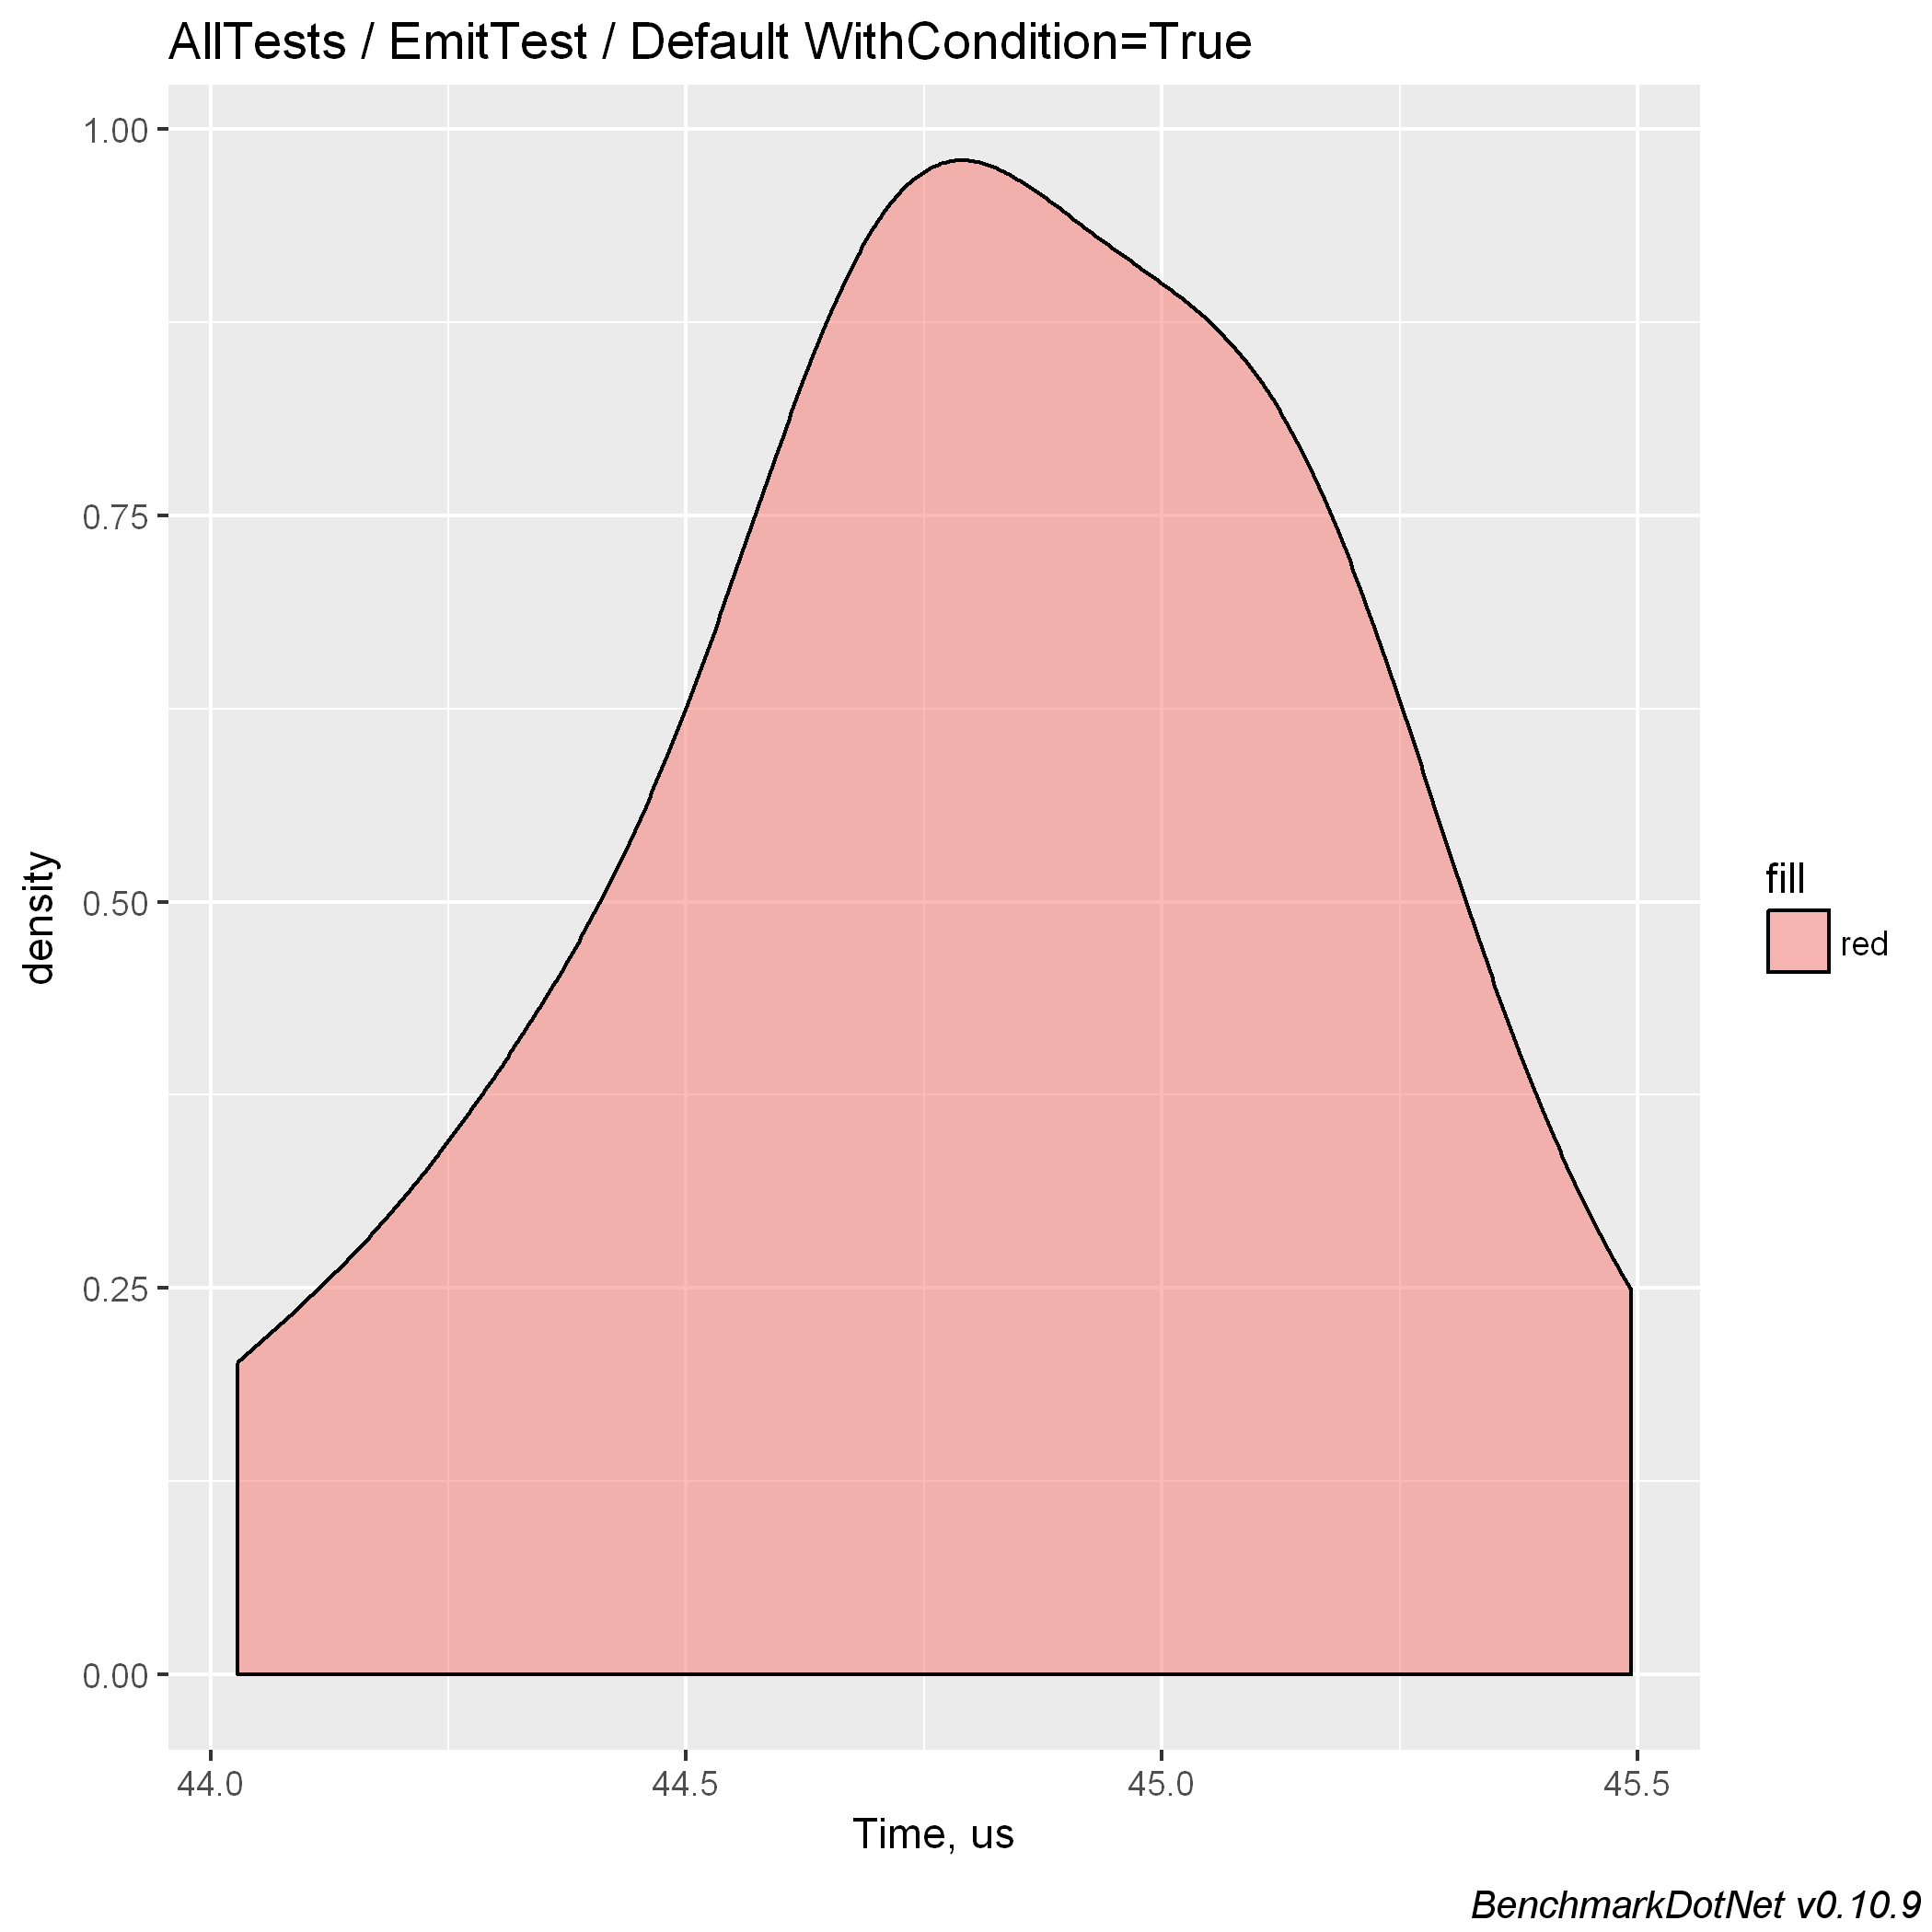 AllTests / EmitTest / Default WithCondition=True
1.00
0.75
0.50
0.25
0.00
density
44.0 44.5 45.0 45.5
Time, us
fill
red
BenchmarkDotNet v0.10.9